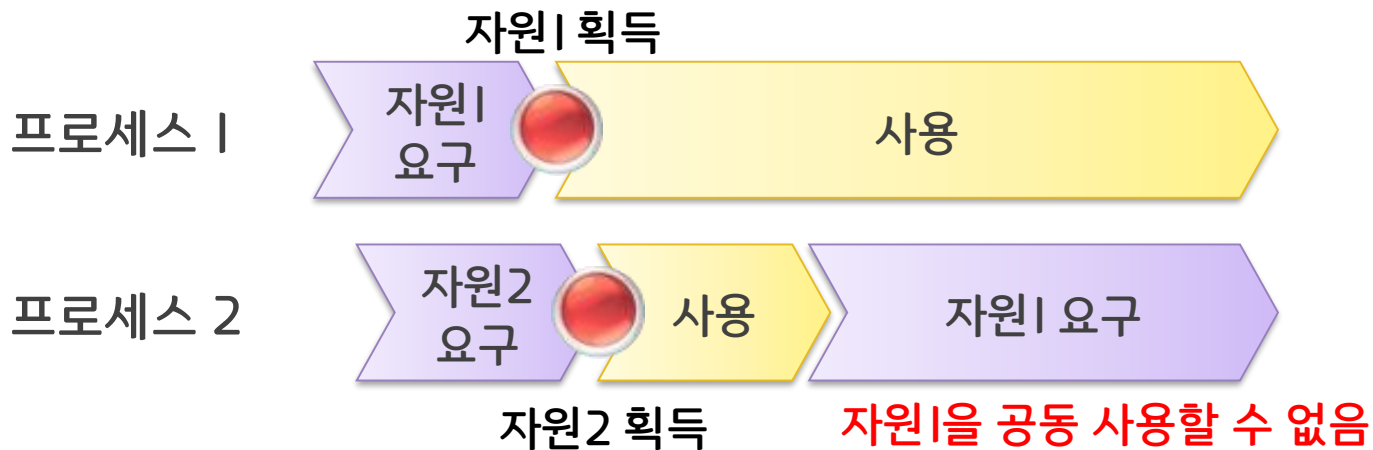 자원1 획득
프로세스 1
자원1
요구
사용
프로세스 2
자원2
요구
사용
자원1 요구
자원2 획득
자원1을 공동 사용할 수 없음